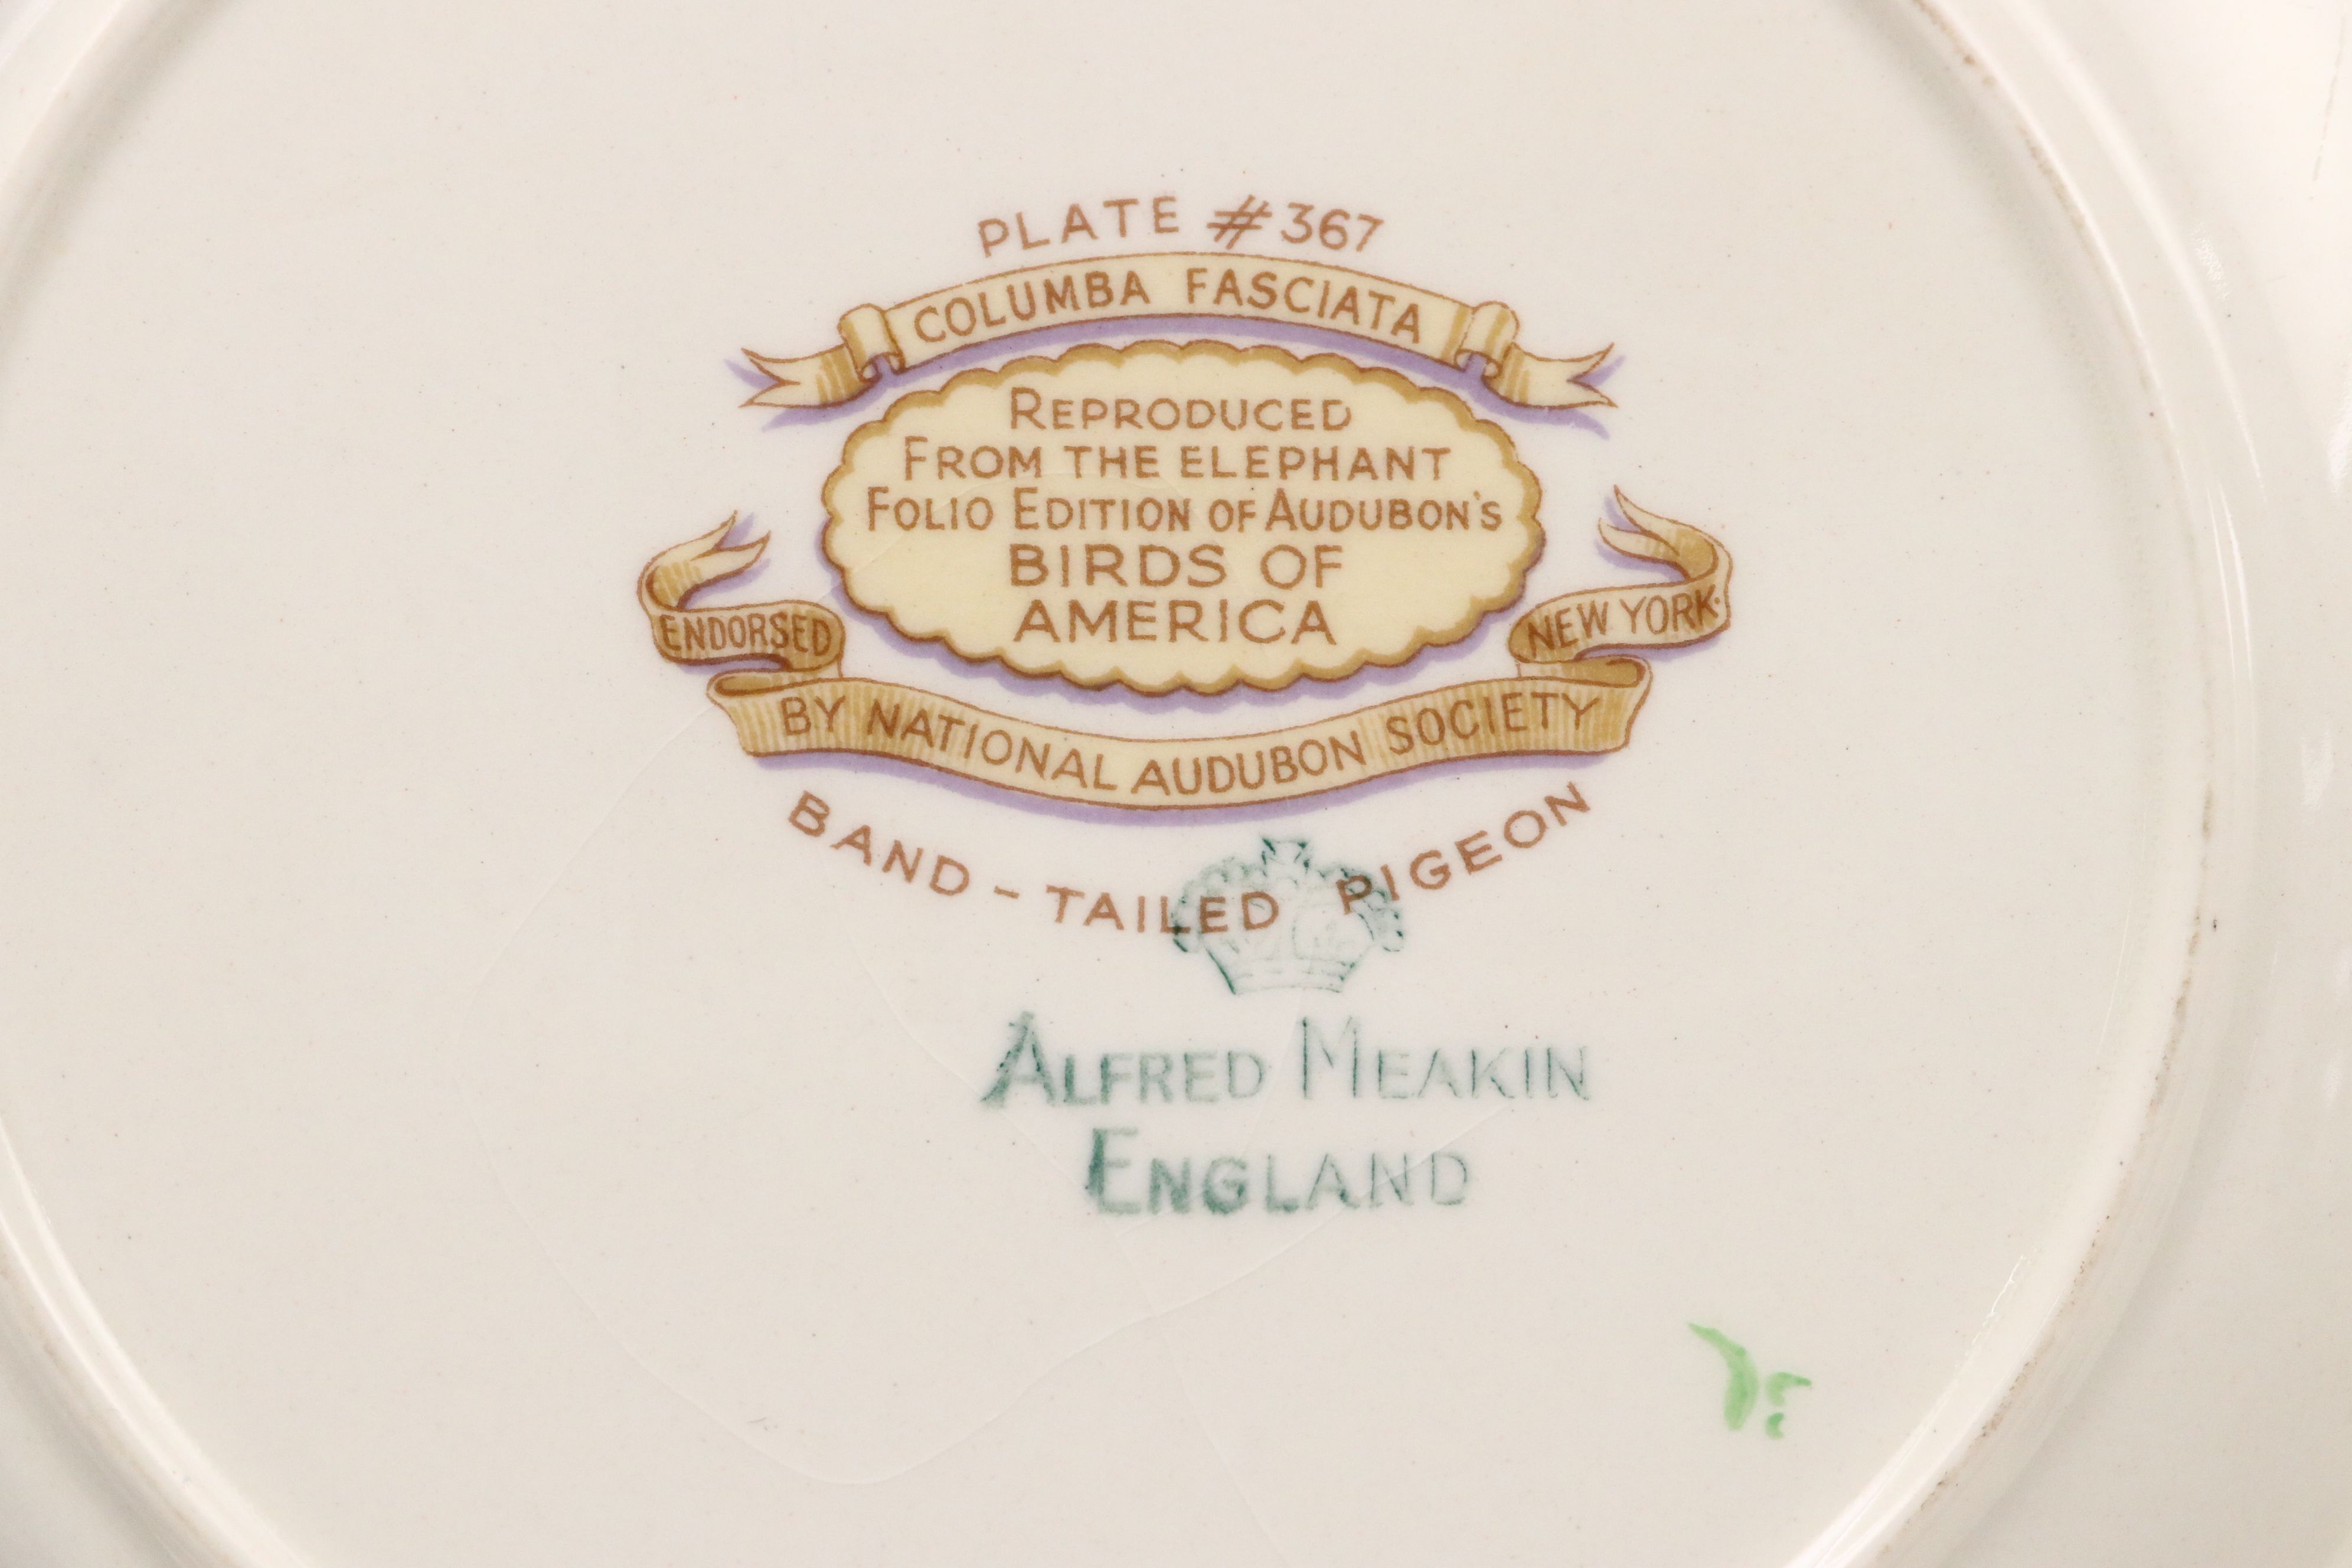 PLATE #367
COLUMBA FASCIATA
REPRODUCED
FROM THE ELEPHANT
FOLIO EDITION OF AUDUBON'S
BIRDS OF
AMERICA
ENDORSED
BY NATIONAL AUDUBON SOCIETY
NEW YORK.
BAND-TAILED PIGEON
ALFRED MEAKIN
ENGLAND